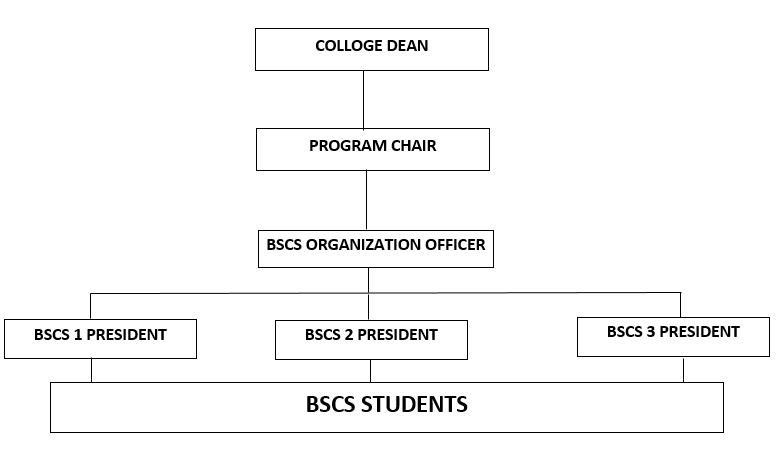 COLLOGE DEAN
PROGRAM CHAIR
BSCS ORGANIZATION OFFICER
BSCS 1 PRESIDENT
BSCS 2 PRESIDENT
BSCS 3 PRESIDENT
BSCS STUDENTS